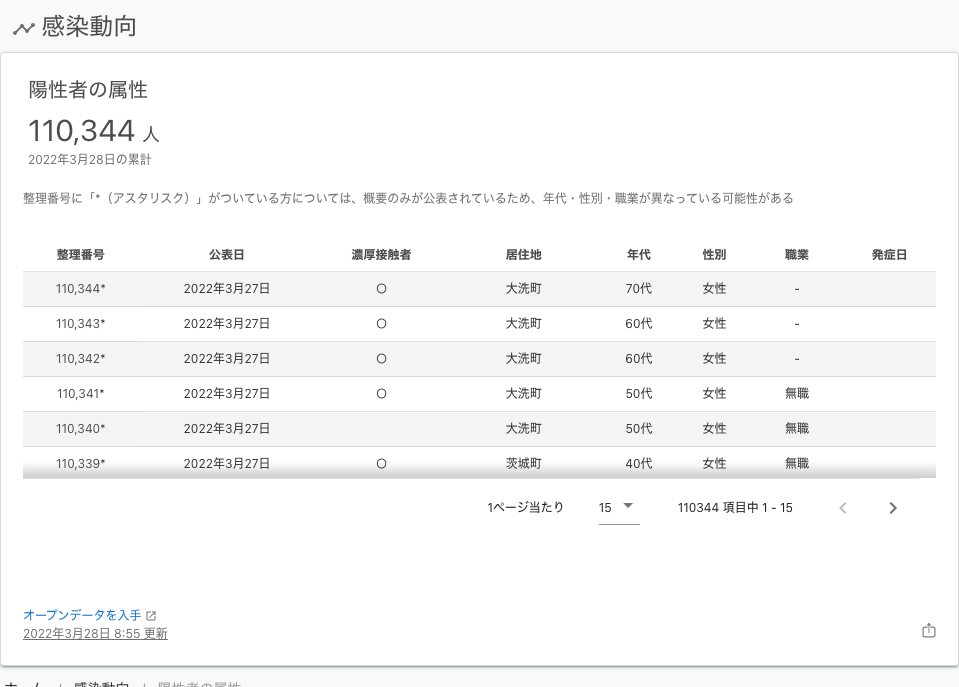 感染動向
陽性者の属性
110,344 人
2022年3月28日の累計
整理番号に「*（アスタリスク）」がついている方については、概要のみが公表されているため、年代・性別・職業が異なっている可能性がある
整理番号 公表日 濃厚接触者 居住地 年代 性別 職業 発症日
110,344* 2022年3月27日 〇 大洗町 70代 女性 -
110,343* 2022年3月27日 〇 大洗町 60代 女性 -
110,342* 2022年3月27日 〇 大洗町 60代 女性 -
110,341* 2022年3月27日 〇 大洗町 50代 女性 無職
110,340* 2022年3月27日 大洗町 50代 女性 無職
110,339* 2022年3月27日 〇 茨城町 40代 女性 無職
1ページ当たり 15 110344 項目中 1 - 15
オープンデータを入手
2022年3月28日 8:55 更新
ホーム / 感染動向 / 陽性者の属性